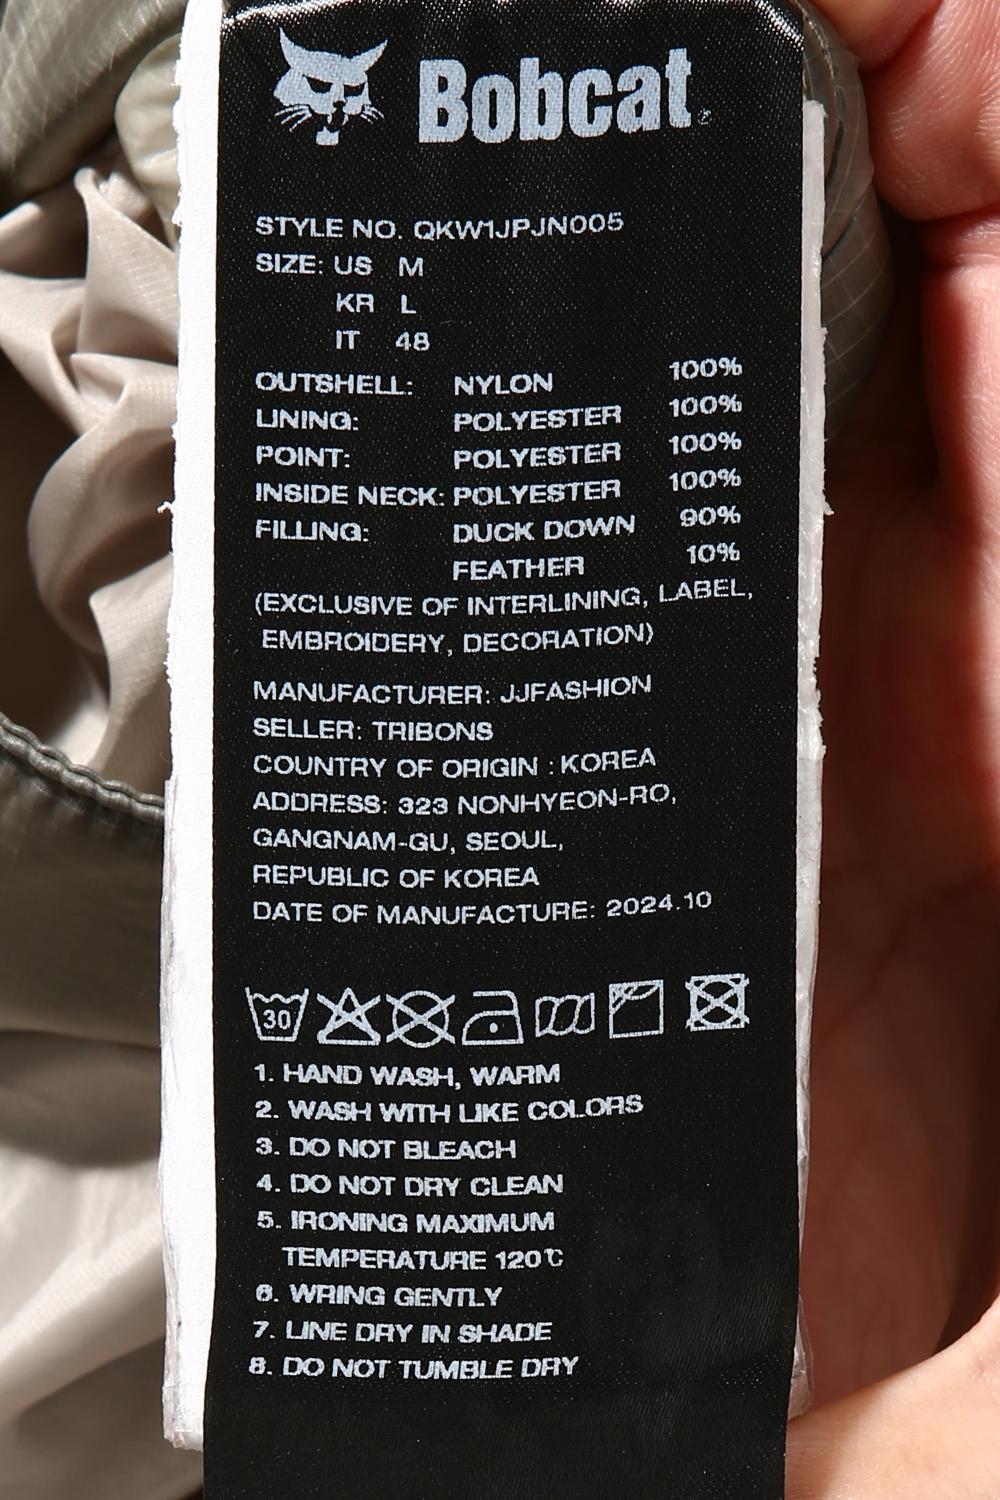 Bobcat
STYLE NO. QKW1JPJN005
SIZE: US M
KR L
IT 48
OUTSHELL: NYLON 100%
LINING: POLYESTER 100%
POINT: POLYESTER 100%
INSIDE NECK: POLYESTER 100%
FILLING: DUCK DOWN 90%
FEATHER 10%
(EXCLUSIVE OF INTERLINING, LABEL,
EMBROIDERY, DECORATION)
MANUFACTURER: JJFASHION
SELLER: TRIBONS
COUNTRY OF ORIGIN : KOREA
ADDRESS: 323 NONHYEON-RO,
GANGNAM-GU, SEOUL,
REPUBLIC OF KOREA
DATE OF MANUFACTURE: 2024.10
30
1. HAND WASH, WARM
2. WASH WITH LIKE COLORS
3. DO NOT BLEACH
4. DO NOT DRY CLEAN
5. IRONING MAXIMUM
TEMPERATURE 120℃
6. WRING GENTLY
7. LINE DRY IN SHADE
8. DO NOT TUMBLE DRY